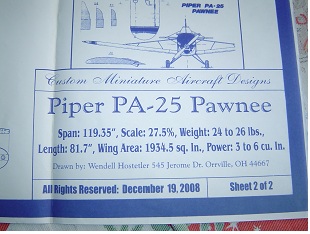 PIPER PA-25
PAWNEE
Custom Miniature Aircraft Designs
Piper PA-25 Pawnee
Span: 119.35", Scale: 27.5%, Weight: 24 to 26 lbs.,
Length: 81.7", Wing Area: 1934.5 sq. In., Power: 3 to 6 cu. In.
Drawn by: Wendell Hostetler 545 Jerome Dr. Orrville, OH 44667
All Rights Reserved: December 19, 2008
Sheet 2 of 2